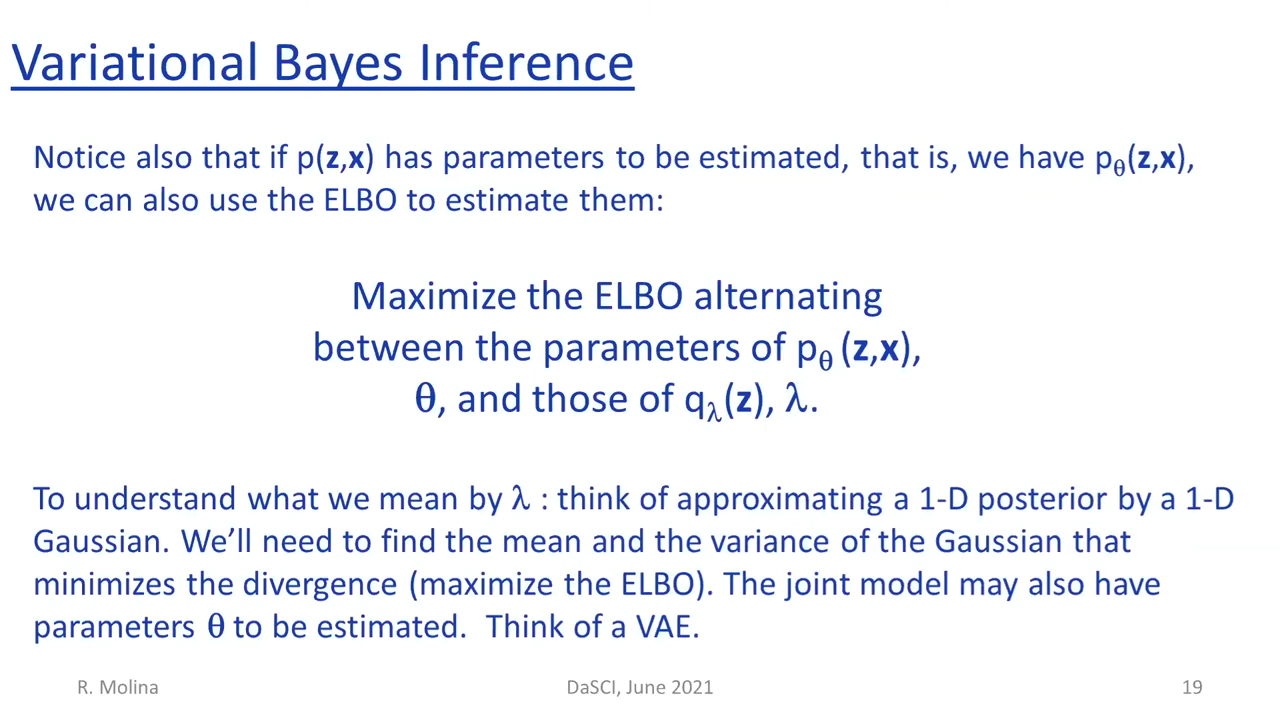 Variational Bayes Inference
Notice also that if p(z,x) has parameters to be estimated, that is, we have pθ(z,x),
we can also use the ELBO to estimate them:
Maximize the ELBO alternating
between the parameters of pθ (z,x),
θ, and those of qλ(z), λ.
To understand what we mean by λ : think of approximating a 1-D posterior by a 1-D
Gaussian. We’ll need to find the mean and the variance of the Gaussian that
minimizes the divergence (maximize the ELBO). The joint model may also have
parameters θ to be estimated.  Think of a VAE.
R. Molina
DaSCI, June 2021
19